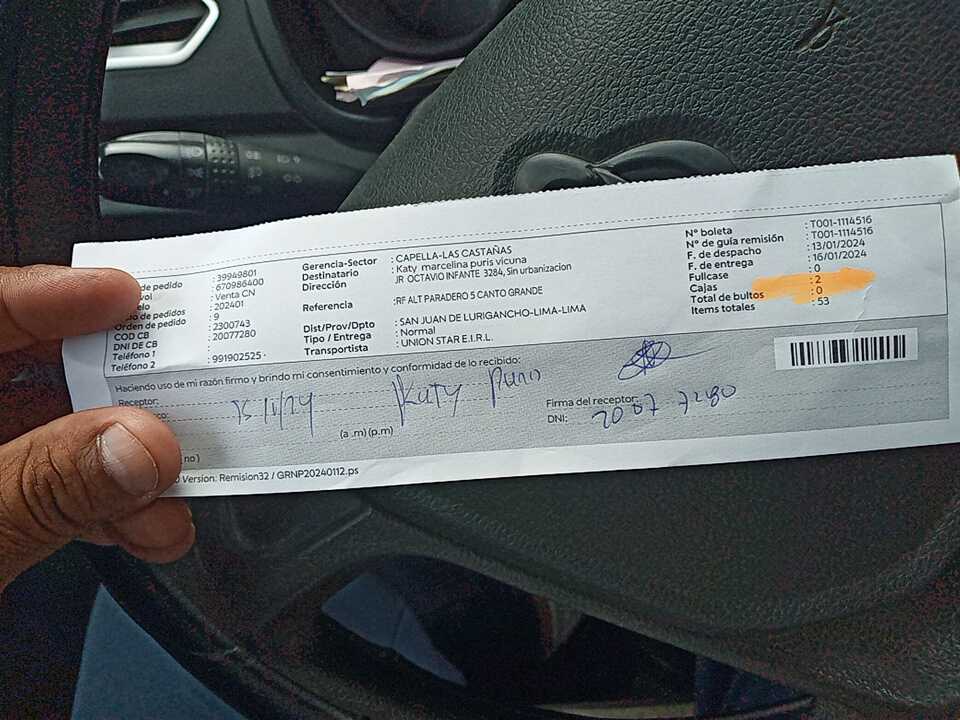 de pedido : 39949801
: 670986400
: Venta CN
: 202401
de pedidos : 9
Orden de pedido : 2300743
COD CB : 20077280
DNI DE CB
Teléfono 1 : 991902525
Teléfono 2
Gerencia-Sector : CAPELLA-LAS CASTAÑAS
Destinatario : Katy marcelina puris vicuna
Dirección : JR OCTAVIO INFANTE 3284, Sin urbanizacion
Referencia : RF ALT PARADERO 5 CANTO GRANDE
Dist/Prov/Dpto : SAN JUAN DE LURIGANCHO-LIMA-LIMA
Tipo / Entrega : Normal
Transportista : UNION STAR E.I.R.L.
N° boleta : T001-1114516
N° de guía remisión : T001-1114516
F. de despacho : 13/01/2024
F. de entrega : 16/01/2024
Fullcase : 0
Cajas : 2
Total de bultos : 0
Items totales : 53
Haciendo uso de mi razón firmo y brindo mi consentimiento y conformidad de lo recibido:
Receptor:
15/1/24 Katy Puris
(a .m) (p.m)
Firma del receptor:
DNI: 20077280
no )
Version: Remision32 / GRNP20240112.ps